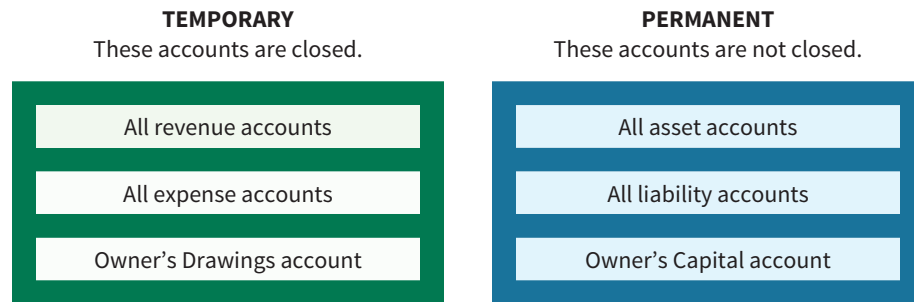 TEMPORARY
These accounts are closed.
All revenue accounts
All expense accounts
Owner’s Drawings account
PERMANENT
These accounts are not closed.
All asset accounts
All liability accounts
Owner’s Capital account